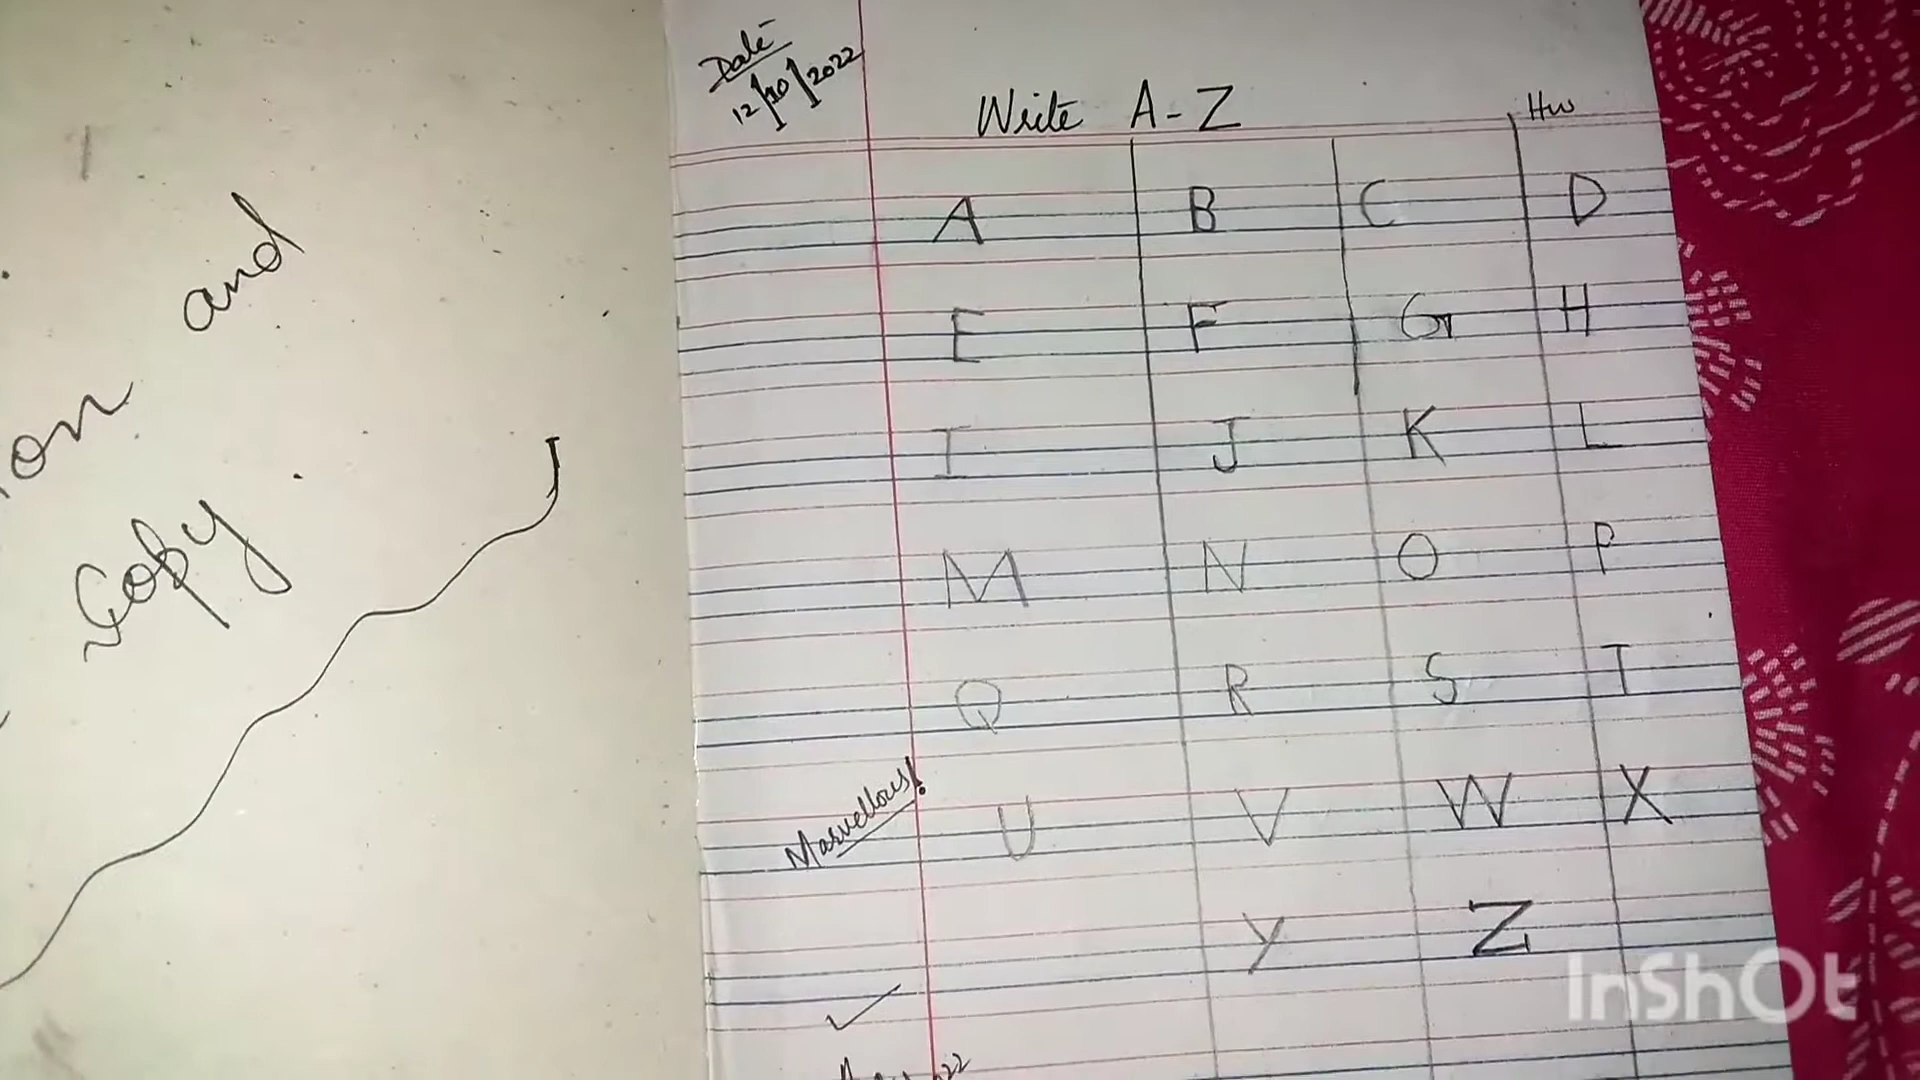 and
on
Copy.
Date
12/10/2022
Write A-Z
Hw
A B C D
E F G H
I J K L
M N O P
Q R S T
Marvellous!
U V W X
Y Z
InShOt